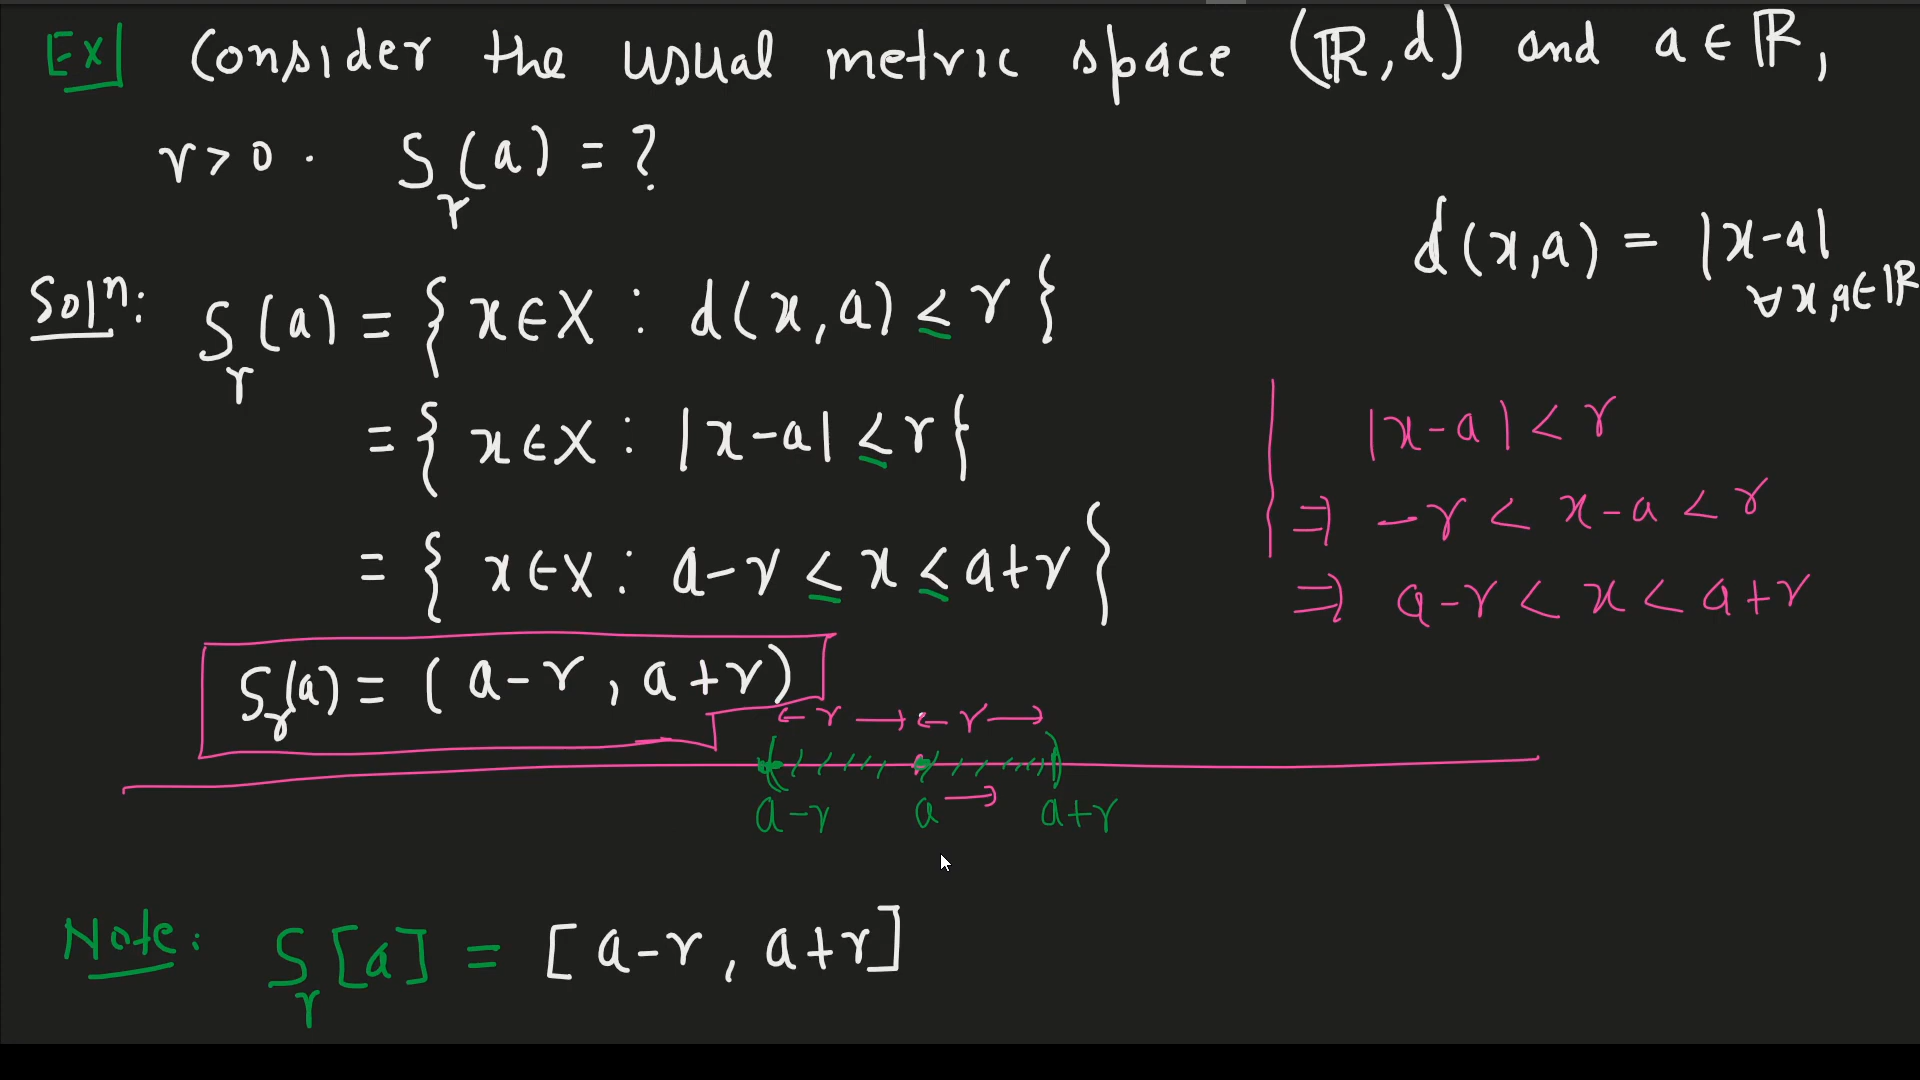 Ex Consider the usual metric space (ℝ,d) and a∈ℝ,
r>0. S_r(a) = ?
d(x,a) = |x-a|
∀x,a∈ℝ
Solⁿ: S_r(a) = { x∈X : d(x,a) ≤ r }
= { x∈X : |x-a| ≤ r }
= { x∈X : a-r ≤ x ≤ a+r }
|x-a| < r
⇒ -r < x-a < r
⇒ a-r < x < a+r
S_r(a) = (a-r, a+r)
← r → ← r →
a-r a → a+r
Note: S_r[a] = [a-r, a+r]